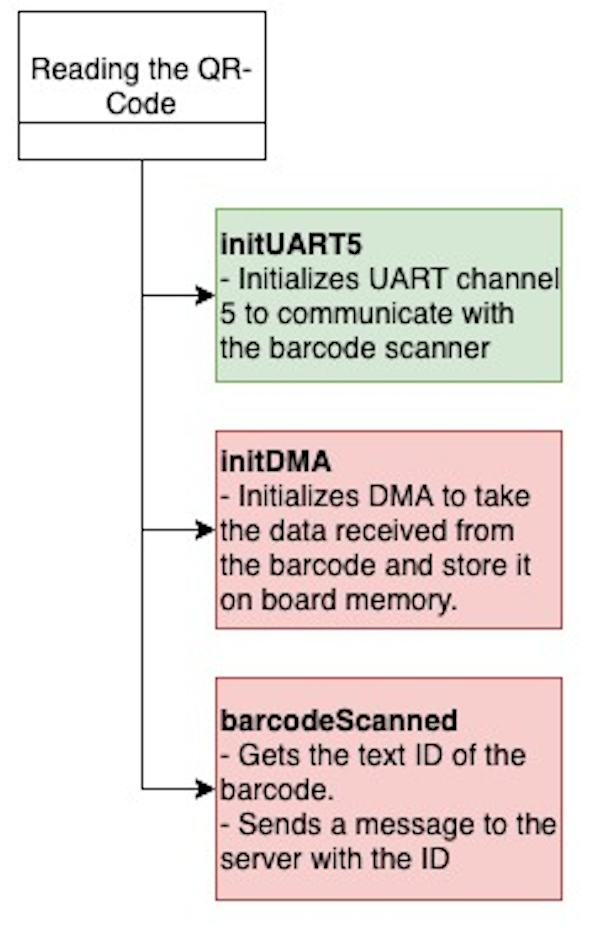 Reading the QR-
Code
initUART5
- Initializes UART channel
5 to communicate with
the barcode scanner
initDMA
- Initializes DMA to take
the data received from
the barcode and store it
on board memory.
barcodeScanned
- Gets the text ID of the
barcode.
- Sends a message to the
server with the ID